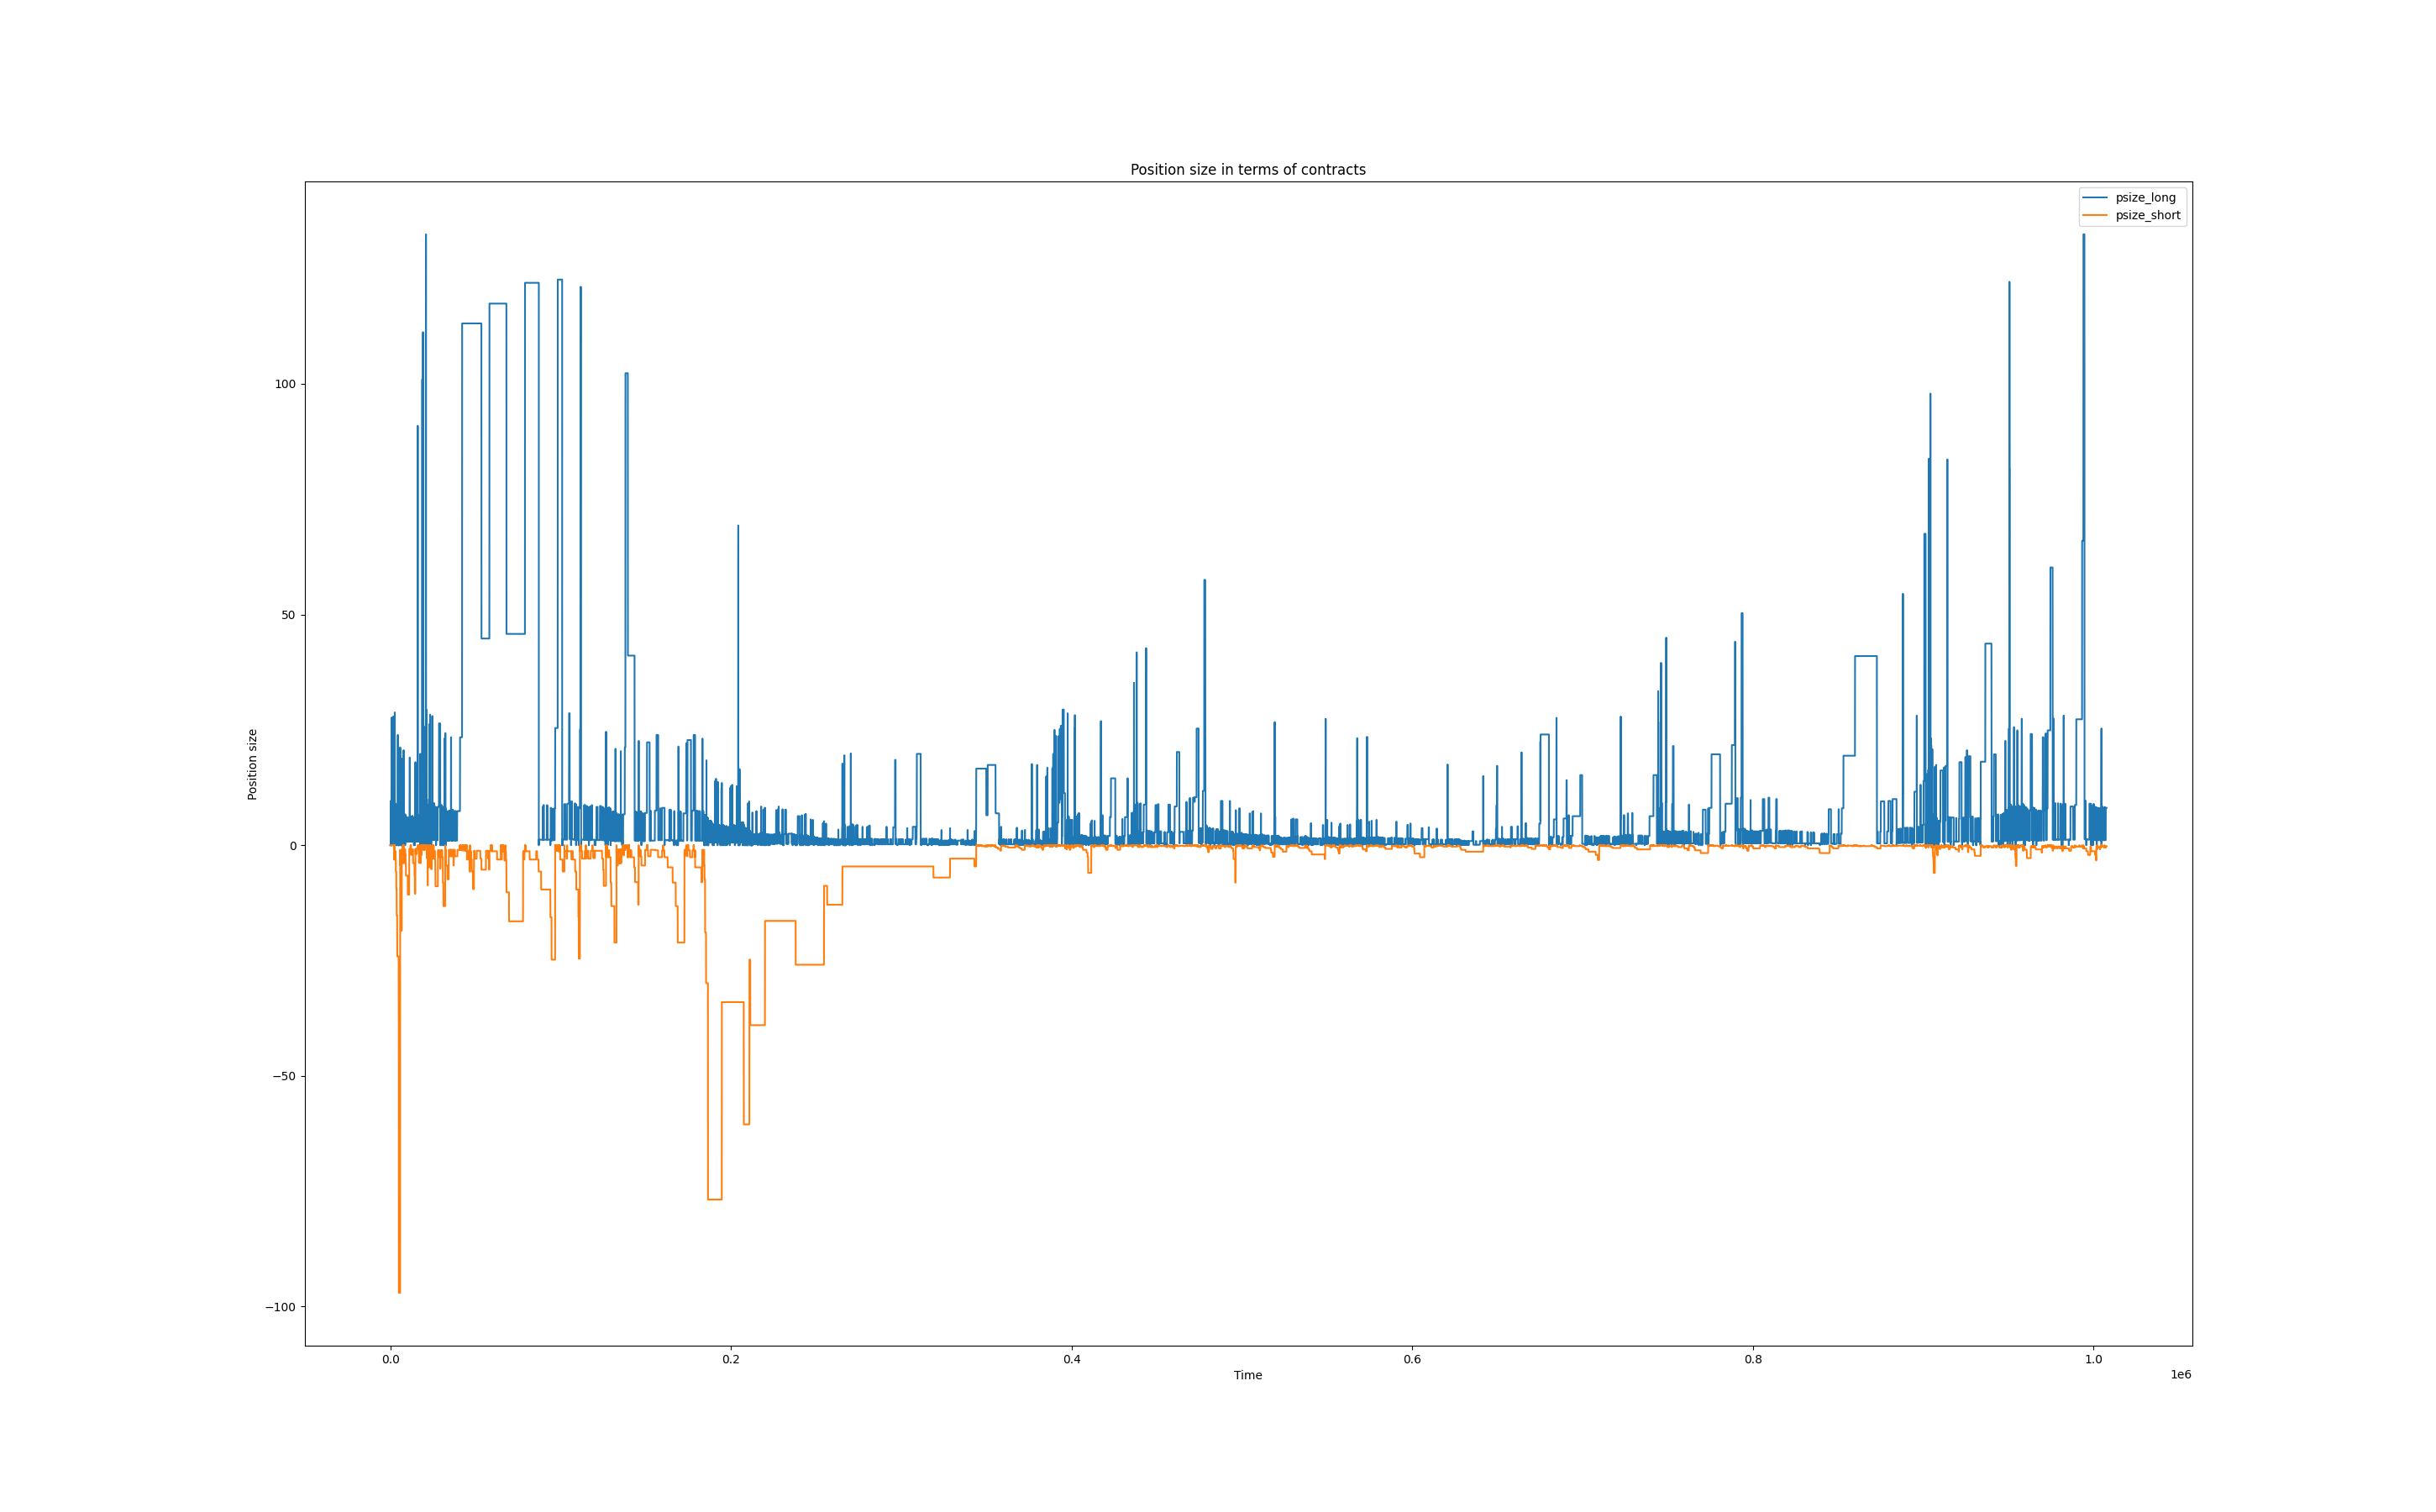 Position size in terms of contracts
psize_long
psize_short
100
50
0
−50
−100
Position size
0.0
0.2
0.4
0.6
0.8
1.0
Time
1e6